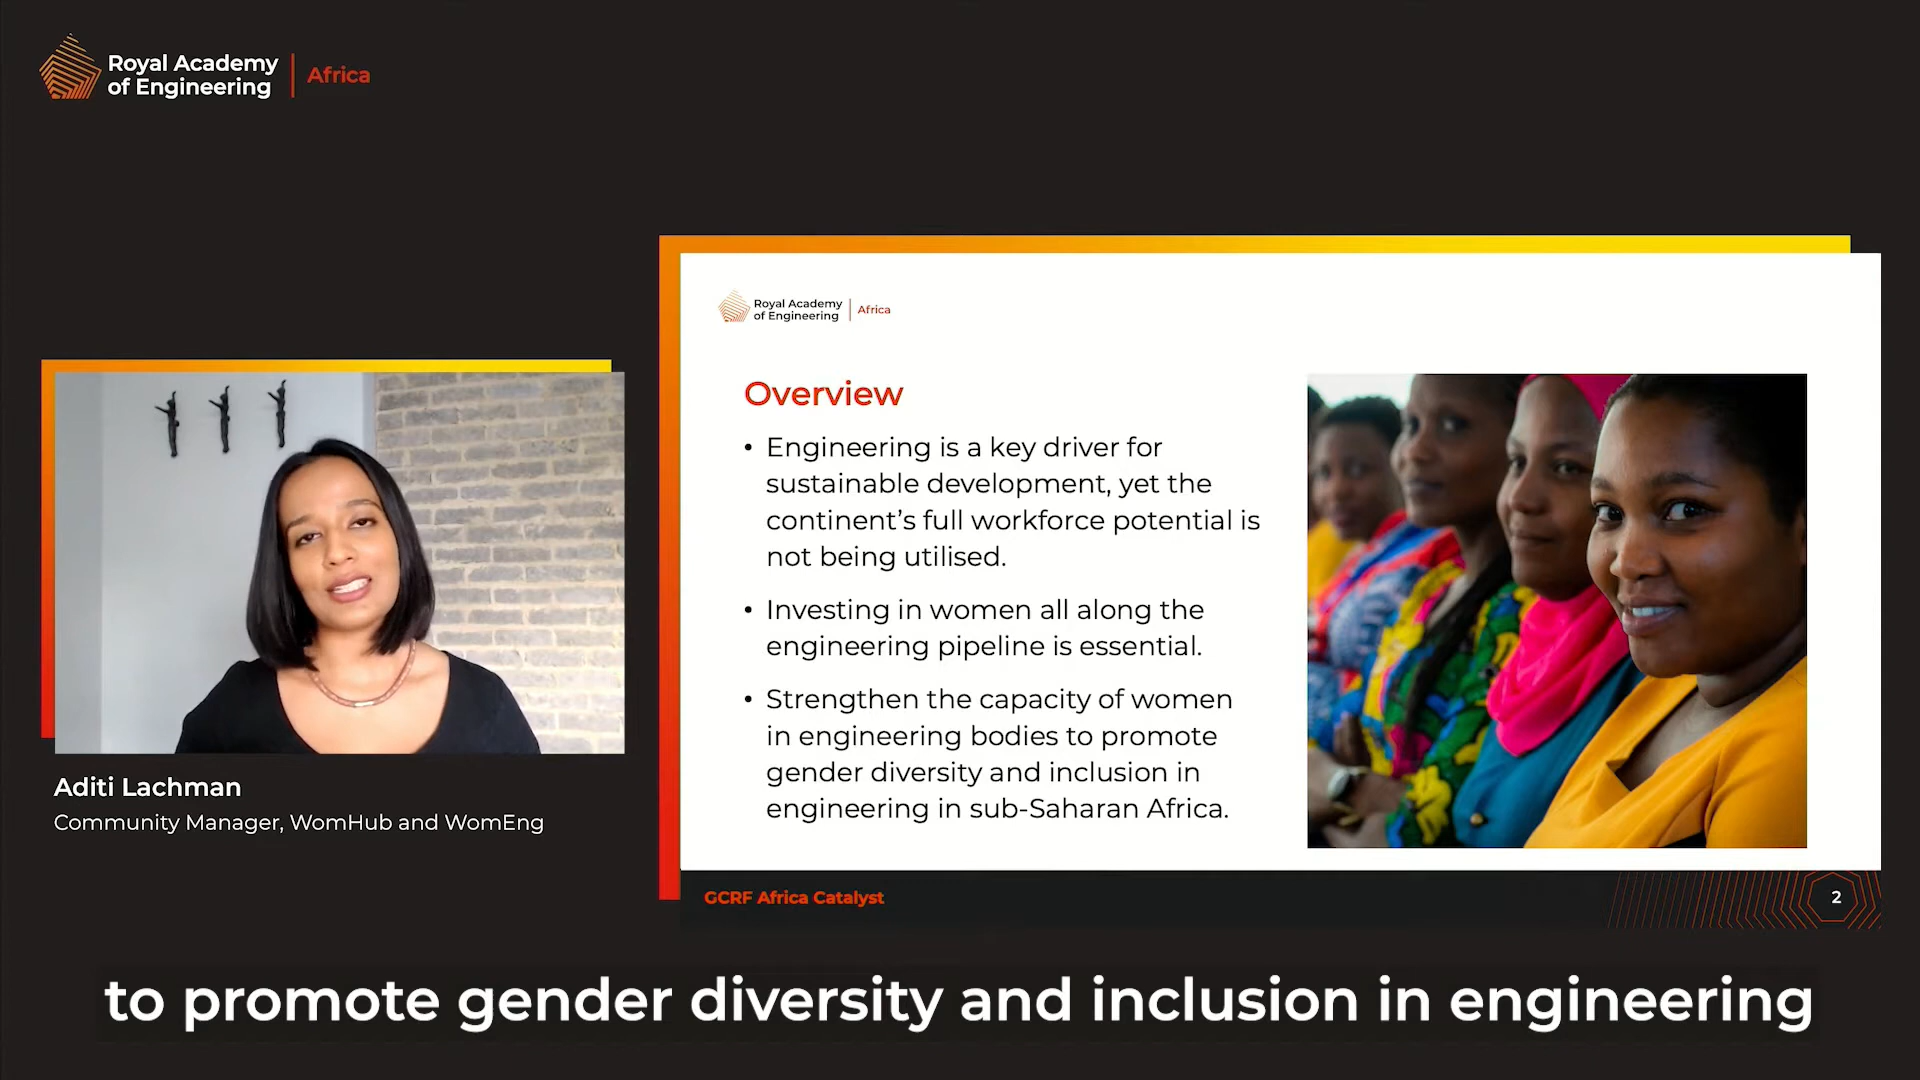 Royal Academy
of Engineering
Africa
Royal Academy
of Engineering
Africa
Overview
• Engineering is a key driver for
sustainable development, yet the
continent’s full workforce potential is
not being utilised.
• Investing in women all along the
engineering pipeline is essential.
• Strengthen the capacity of women
in engineering bodies to promote
gender diversity and inclusion in
engineering in sub-Saharan Africa.
Aditi Lachman
Community Manager, WomHub and WomEng
GCRF Africa Catalyst
2
to promote gender diversity and inclusion in engineering